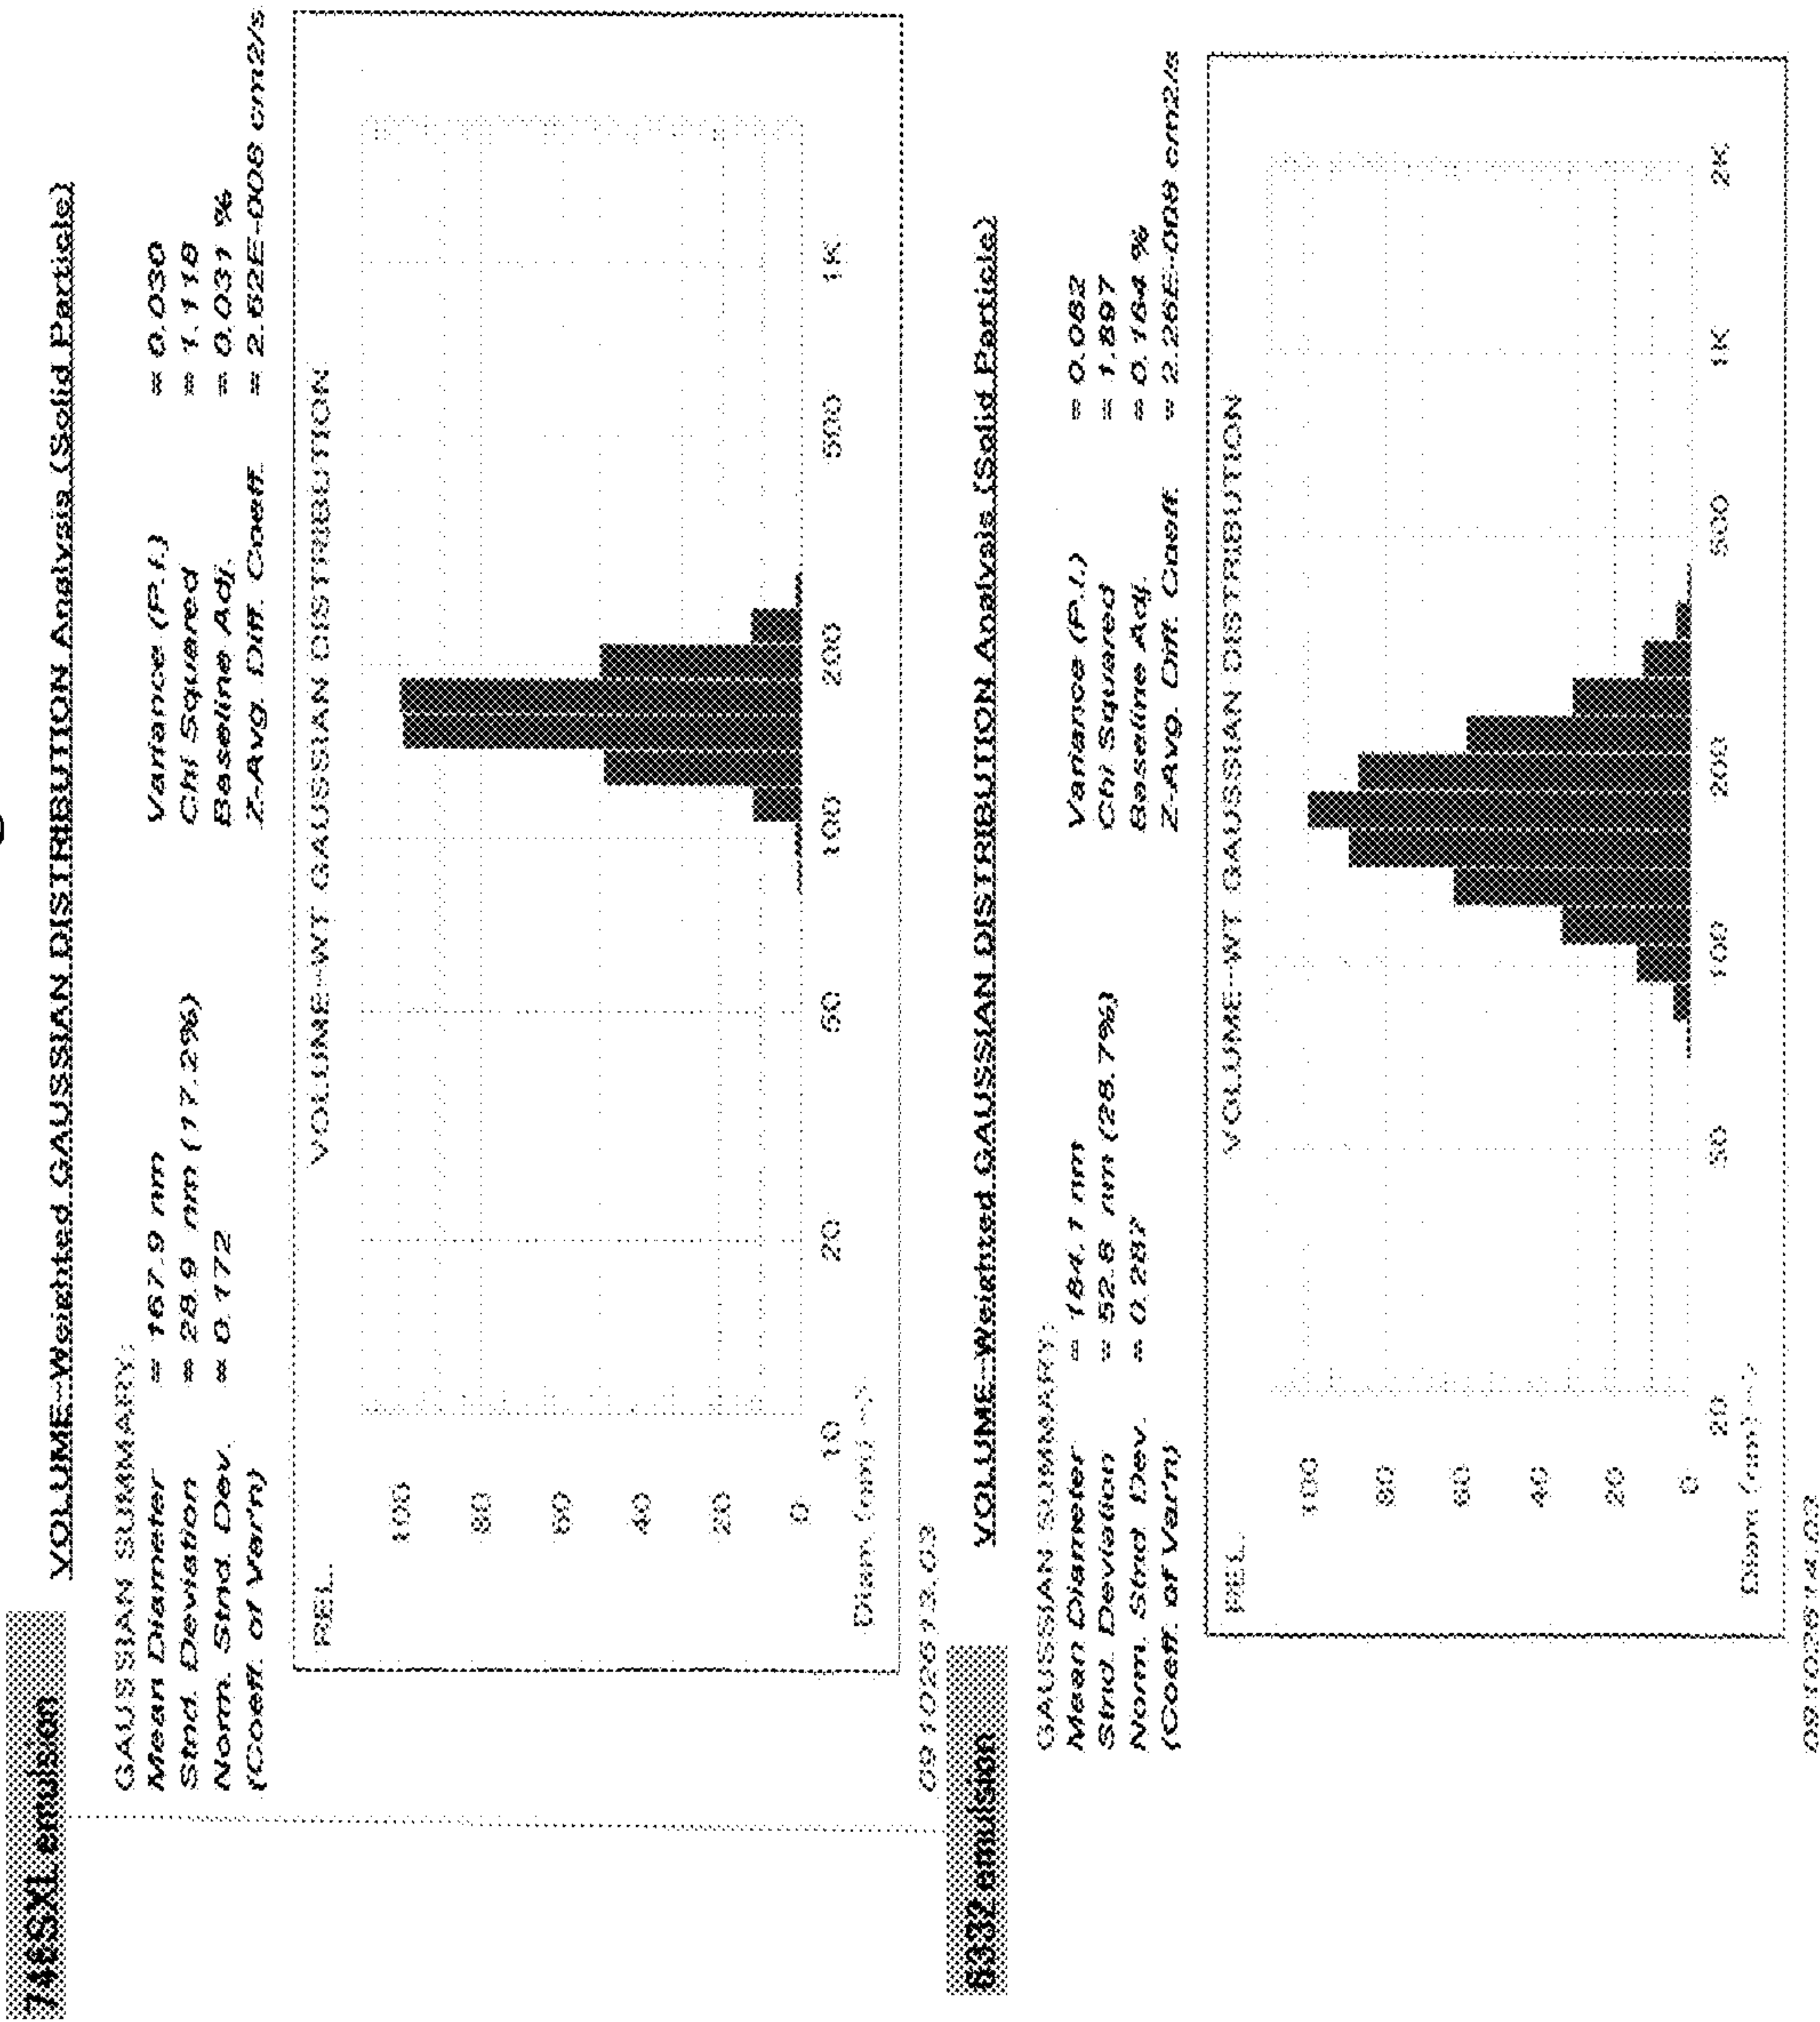 748SXL emulsion
VOLUME-Weighted GAUSSIAN DISTRIBUTION Analysis (Solid Particle)
GAUSSIAN SUMMARY:
Mean Diameter = 167.9 nm Variance (P.I.) = 0.030
Stnd. Deviation = 28.9 nm (17.2%) Chi Squared = 1.118
Norm. Stnd. Dev. = 0.172 Baseline Adj. = 0.031 %
(Coeff. of Var'n) Z-Avg. Diff. Coeff. = 2.62E-008 cm2/s
REL. VOLUME-WT GAUSSIAN DISTRIBUTION
100
80
60
40
20
0
10 20 50 100 200 500 1K
Diam (nm) ->
09102613.03
VOLUME-Weighted GAUSSIAN DISTRIBUTION Analysis (Solid Particle)
emulsion
GAUSSIAN SUMMARY:
Mean Diameter = 184.1 nm Variance (P.I.) = 0.082
Stnd. Deviation = 52.8 nm (28.7%) Chi Squared = 1.897
Norm. Stnd. Dev. = 0.287 Baseline Adj. = 0.164 %
(Coeff. of Var'n) Z-Avg. Diff. Coeff. = 2.26E-008 cm2/s
REL. VOLUME-WT GAUSSIAN DISTRIBUTION
100
80
60
40
20
0
20 50 100 200 500 1K 2K
Diam (nm) ->
09102614.03